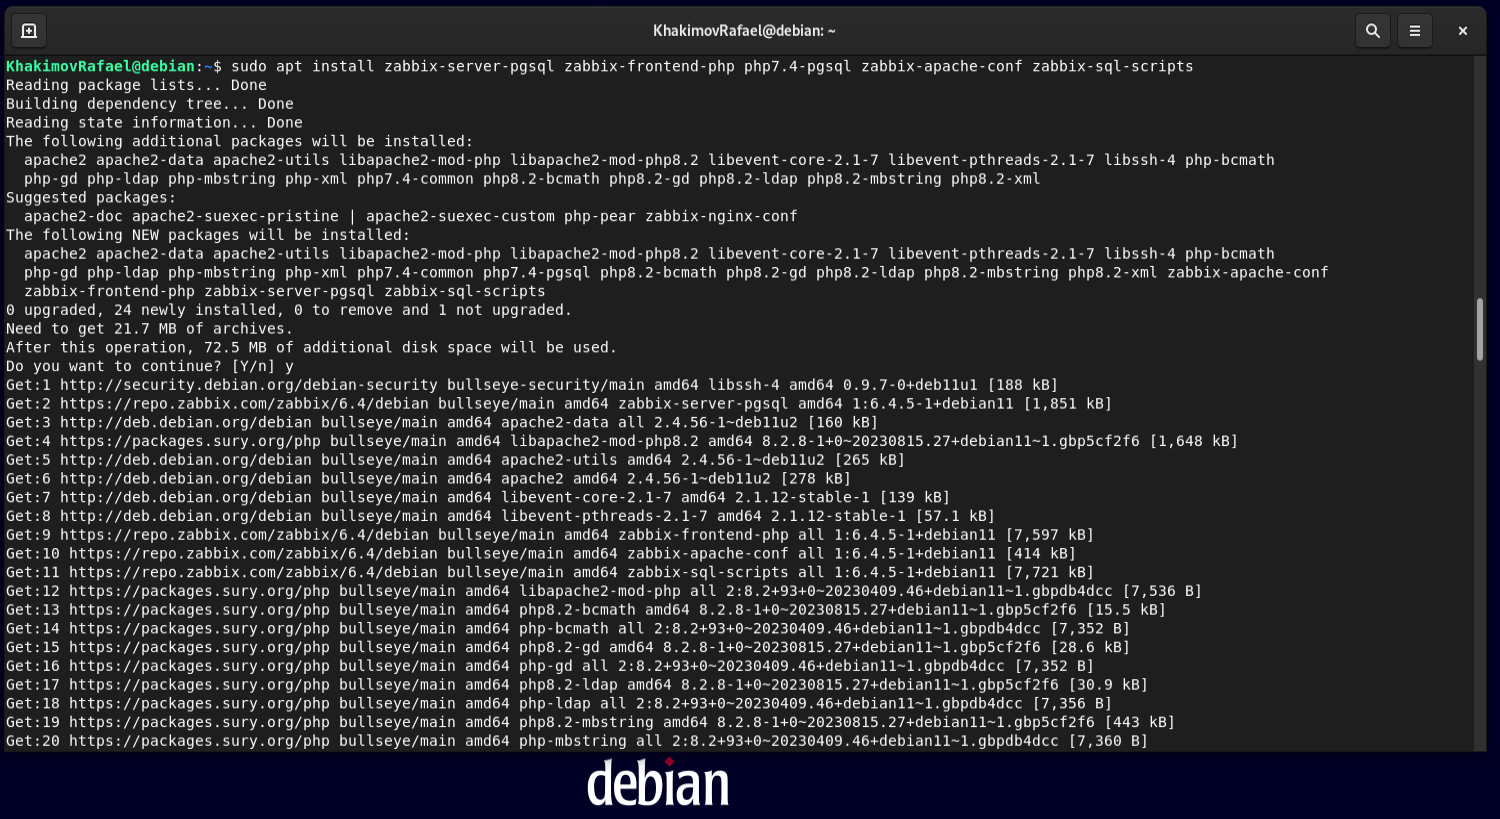 KhakimovRafael@debian: ~
KhakimovRafael@debian:~$ sudo apt install zabbix-server-pgsql zabbix-frontend-php php7.4-pgsql zabbix-apache-conf zabbix-sql-scripts
Reading package lists... Done
Building dependency tree... Done
Reading state information... Done
The following additional packages will be installed:
  apache2 apache2-data apache2-utils libapache2-mod-php libapache2-mod-php8.2 libevent-core-2.1-7 libevent-pthreads-2.1-7 libssh-4 php-bcmath
  php-gd php-ldap php-mbstring php-xml php7.4-common php8.2-bcmath php8.2-gd php8.2-ldap php8.2-mbstring php8.2-xml
Suggested packages:
  apache2-doc apache2-suexec-pristine | apache2-suexec-custom php-pear zabbix-nginx-conf
The following NEW packages will be installed:
  apache2 apache2-data apache2-utils libapache2-mod-php libapache2-mod-php8.2 libevent-core-2.1-7 libevent-pthreads-2.1-7 libssh-4 php-bcmath
  php-gd php-ldap php-mbstring php-xml php7.4-common php7.4-pgsql php8.2-bcmath php8.2-gd php8.2-ldap php8.2-mbstring php8.2-xml zabbix-apache-conf
  zabbix-frontend-php zabbix-server-pgsql zabbix-sql-scripts
0 upgraded, 24 newly installed, 0 to remove and 1 not upgraded.
Need to get 21.7 MB of archives.
After this operation, 72.5 MB of additional disk space will be used.
Do you want to continue? [Y/n] y
Get:1 http://security.debian.org/debian-security bullseye-security/main amd64 libssh-4 amd64 0.9.7-0+deb11u1 [188 kB]
Get:2 https://repo.zabbix.com/zabbix/6.4/debian bullseye/main amd64 zabbix-server-pgsql amd64 1:6.4.5-1+debian11 [1,851 kB]
Get:3 http://deb.debian.org/debian bullseye/main amd64 apache2-data all 2.4.56-1~deb11u2 [160 kB]
Get:4 https://packages.sury.org/php bullseye/main amd64 libapache2-mod-php8.2 amd64 8.2.8-1+0~20230815.27+debian11~1.gbp5cf2f6 [1,648 kB]
Get:5 http://deb.debian.org/debian bullseye/main amd64 apache2-utils amd64 2.4.56-1~deb11u2 [265 kB]
Get:6 http://deb.debian.org/debian bullseye/main amd64 apache2 amd64 2.4.56-1~deb11u2 [278 kB]
Get:7 http://deb.debian.org/debian bullseye/main amd64 libevent-core-2.1-7 amd64 2.1.12-stable-1 [139 kB]
Get:8 http://deb.debian.org/debian bullseye/main amd64 libevent-pthreads-2.1-7 amd64 2.1.12-stable-1 [57.1 kB]
Get:9 https://repo.zabbix.com/zabbix/6.4/debian bullseye/main amd64 zabbix-frontend-php all 1:6.4.5-1+debian11 [7,597 kB]
Get:10 https://repo.zabbix.com/zabbix/6.4/debian bullseye/main amd64 zabbix-apache-conf all 1:6.4.5-1+debian11 [414 kB]
Get:11 https://repo.zabbix.com/zabbix/6.4/debian bullseye/main amd64 zabbix-sql-scripts all 1:6.4.5-1+debian11 [7,721 kB]
Get:12 https://packages.sury.org/php bullseye/main amd64 libapache2-mod-php all 2:8.2+93+0~20230409.46+debian11~1.gbpdb4dcc [7,536 B]
Get:13 https://packages.sury.org/php bullseye/main amd64 php8.2-bcmath amd64 8.2.8-1+0~20230815.27+debian11~1.gbp5cf2f6 [15.5 kB]
Get:14 https://packages.sury.org/php bullseye/main amd64 php-bcmath all 2:8.2+93+0~20230409.46+debian11~1.gbpdb4dcc [7,352 B]
Get:15 https://packages.sury.org/php bullseye/main amd64 php8.2-gd amd64 8.2.8-1+0~20230815.27+debian11~1.gbp5cf2f6 [28.6 kB]
Get:16 https://packages.sury.org/php bullseye/main amd64 php-gd all 2:8.2+93+0~20230409.46+debian11~1.gbpdb4dcc [7,352 B]
Get:17 https://packages.sury.org/php bullseye/main amd64 php8.2-ldap amd64 8.2.8-1+0~20230815.27+debian11~1.gbp5cf2f6 [30.9 kB]
Get:18 https://packages.sury.org/php bullseye/main amd64 php-ldap all 2:8.2+93+0~20230409.46+debian11~1.gbpdb4dcc [7,356 B]
Get:19 https://packages.sury.org/php bullseye/main amd64 php8.2-mbstring amd64 8.2.8-1+0~20230815.27+debian11~1.gbp5cf2f6 [443 kB]
Get:20 https://packages.sury.org/php bullseye/main amd64 php-mbstring all 2:8.2+93+0~20230409.46+debian11~1.gbpdb4dcc [7,360 B]
debian